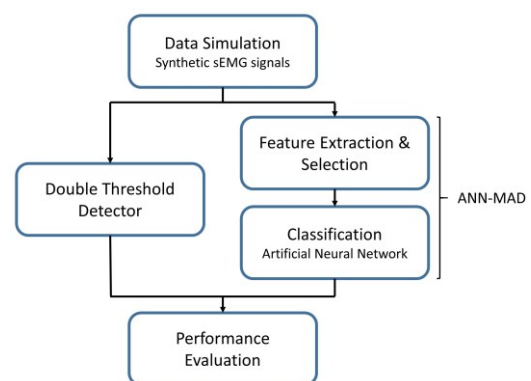 Data Simulation
Synthetic sEMG signals
Feature Extraction &
Selection
Double Threshold
Detector
ANN-MAD
Classification
Artificial Neural Network
Performance
Evaluation